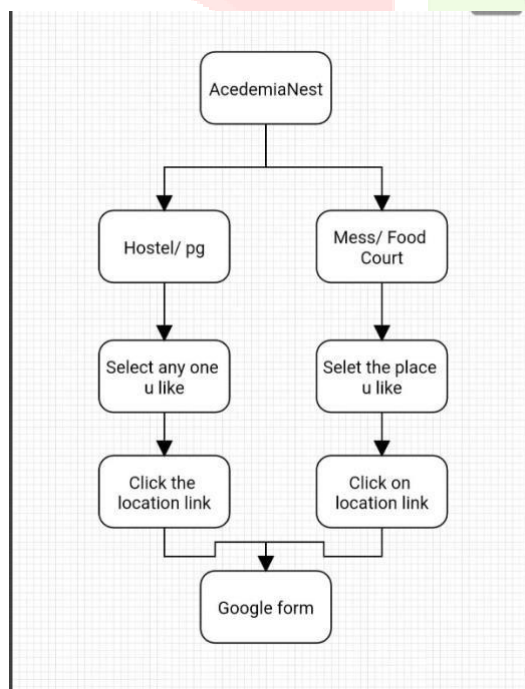 AcedemiaNest
Hostel/ pg
Mess/ Food
Court
Select any one
u like
Selet the place
u like
Click the
location link
Click on
location link
Google form